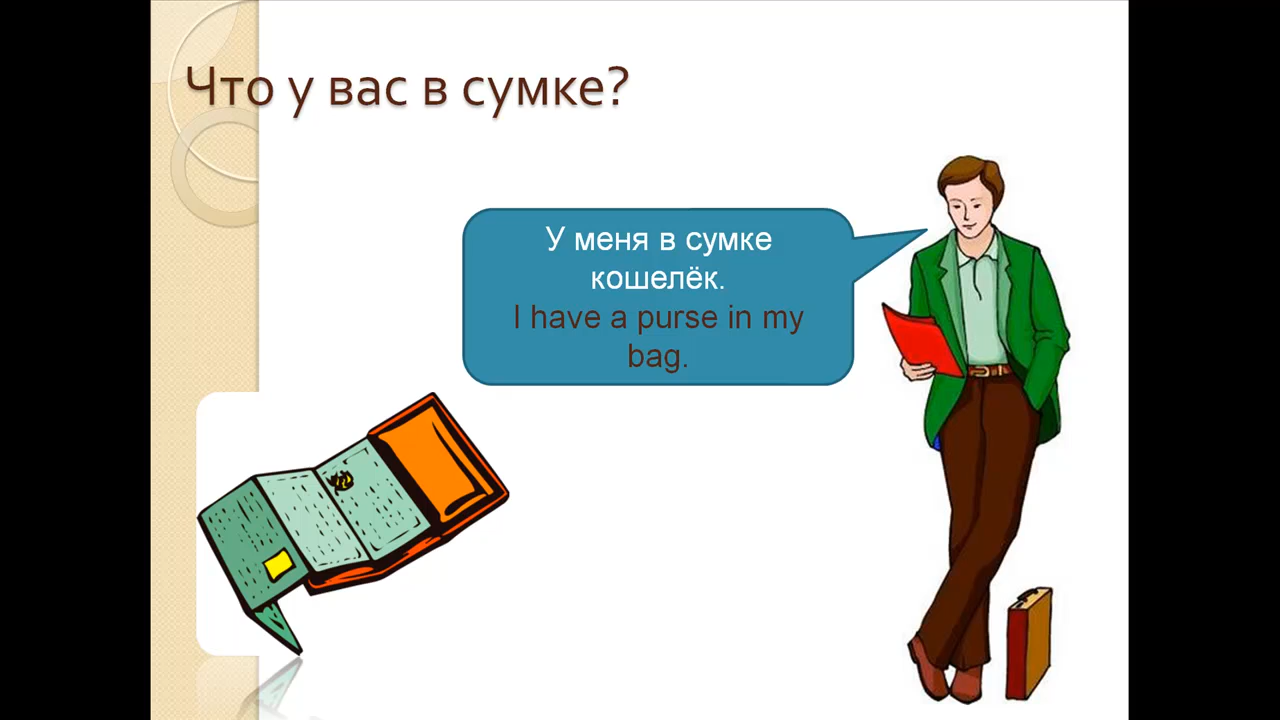 Что у вас в сумке?
У меня в сумке
кошелёк.
I have a purse in my
bag.